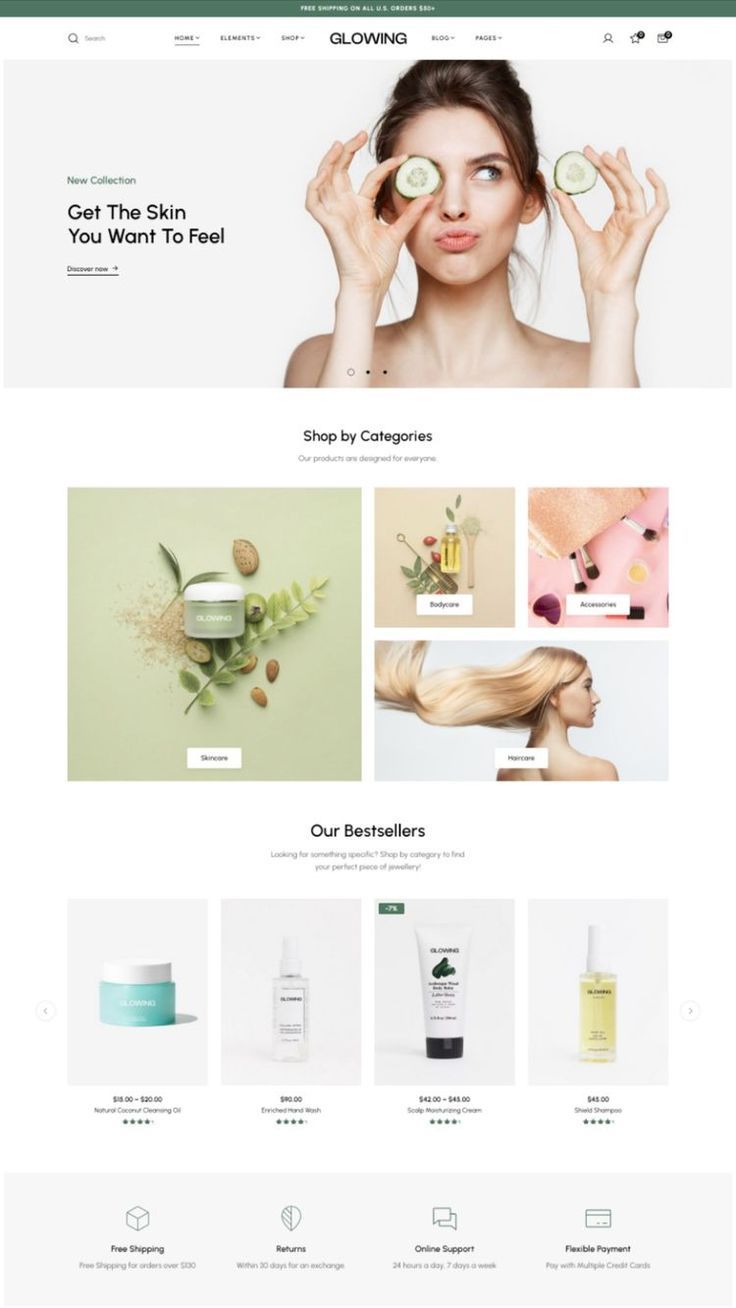 FREE SHIPPING ON ALL U.S. ORDERS $50+
Search
HOME
ELEMENTS
SHOP
GLOWING
BLOG
PAGES
0
0
New Collection
Get The Skin
You Want To Feel
Discover now
Shop by Categories
Our products are designed for everyone.
GLOWING
Bodycare
Accessories
Skincare
Haircare
Our Bestsellers
Looking for something specific? Shop by category to find
your perfect piece of jewellery!
-7%
GLOWING
GLOWING
GLOWING
GLOWING
$15.00 – $20.00
$90.00
$42.00 – $45.00
$45.00
Natural Coconut Cleansing Oil
Enriched Hand Wash
Scalp Moisturizing Cream
Shield Shampoo
Free Shipping
Returns
Online Support
Flexible Payment
Free Shipping for orders over $130
Within 30 days for an exchange.
24 hours a day, 7 days a week
Pay with Multiple Credit Cards